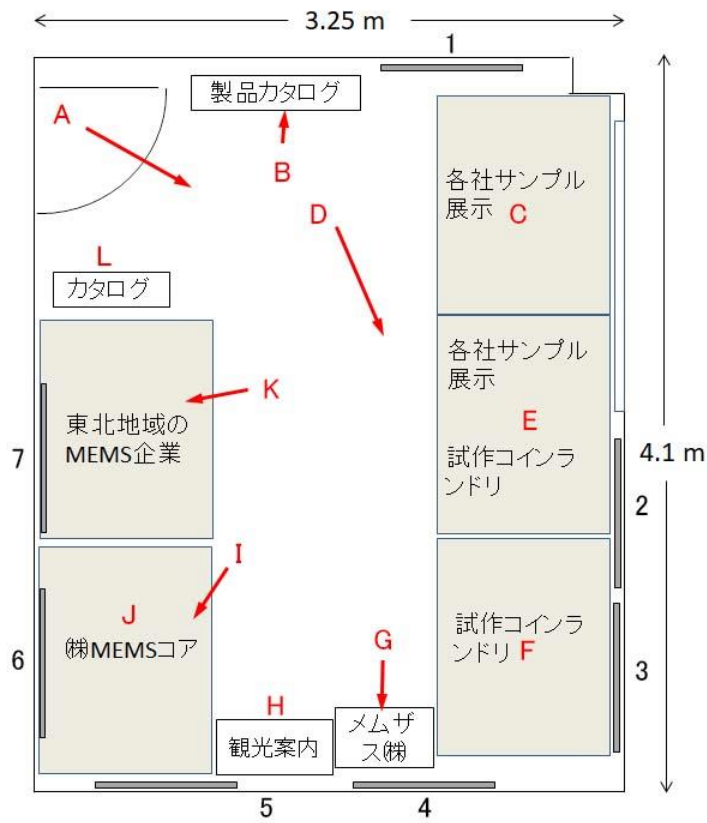 3.25 m
1
製品カタログ
A
B
各社サンプル
展示 C
D
L
カタログ
各社サンプル
展示
K
E
東北地域の
MEMS企業
試作コインラ
ンドリ
4.1 m
7
2
I
J
㈱MEMSコア
G
試作コインラ
ンドリ F
6
3
H
観光案内
メムザ
ス㈱
5
4